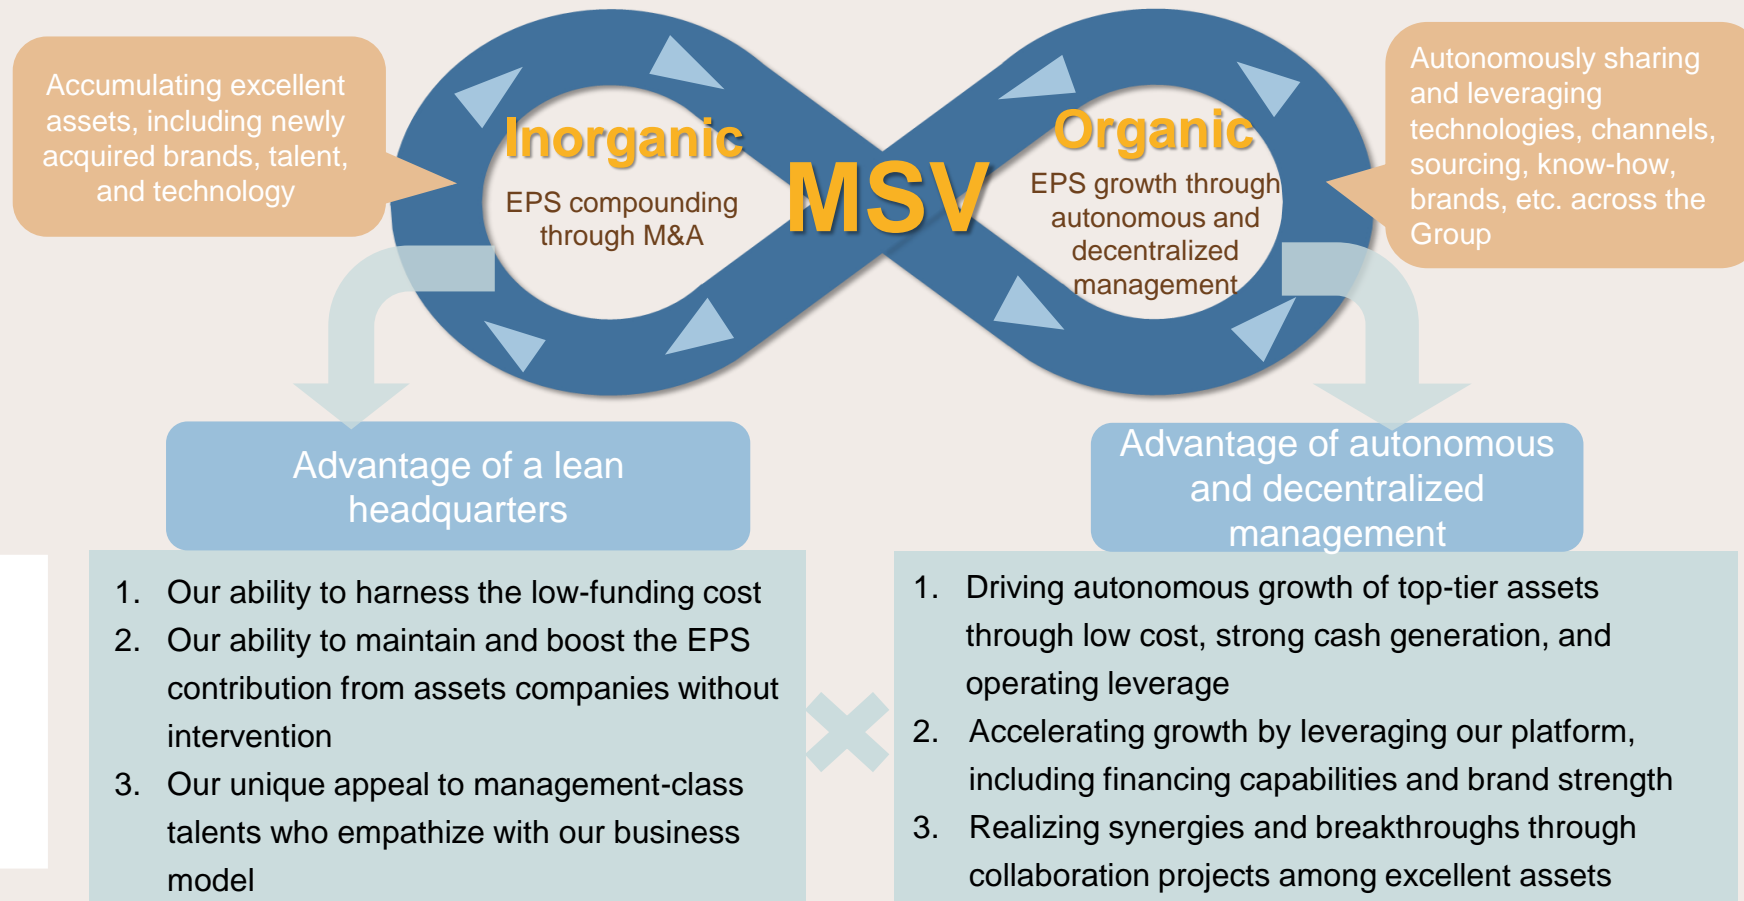 Accumulating excellent
assets, including newly
acquired brands, talent,
and technology
Inorganic
EPS compounding
through M&A
MSV
Organic
EPS growth through
autonomous and
decentralized
management
Autonomously sharing
and leveraging
technologies, channels,
sourcing, know-how,
brands, etc. across the
Group
Advantage of a lean
headquarters
1. Our ability to harness the low-funding cost
2. Our ability to maintain and boost the EPS
contribution from assets companies without
intervention
3. Our unique appeal to management-class
talents who empathize with our business
model
Advantage of autonomous
and decentralized
management
1. Driving autonomous growth of top-tier assets
through low cost, strong cash generation, and
operating leverage
2. Accelerating growth by leveraging our platform,
including financing capabilities and brand strength
3. Realizing synergies and breakthroughs through
collaboration projects among excellent assets